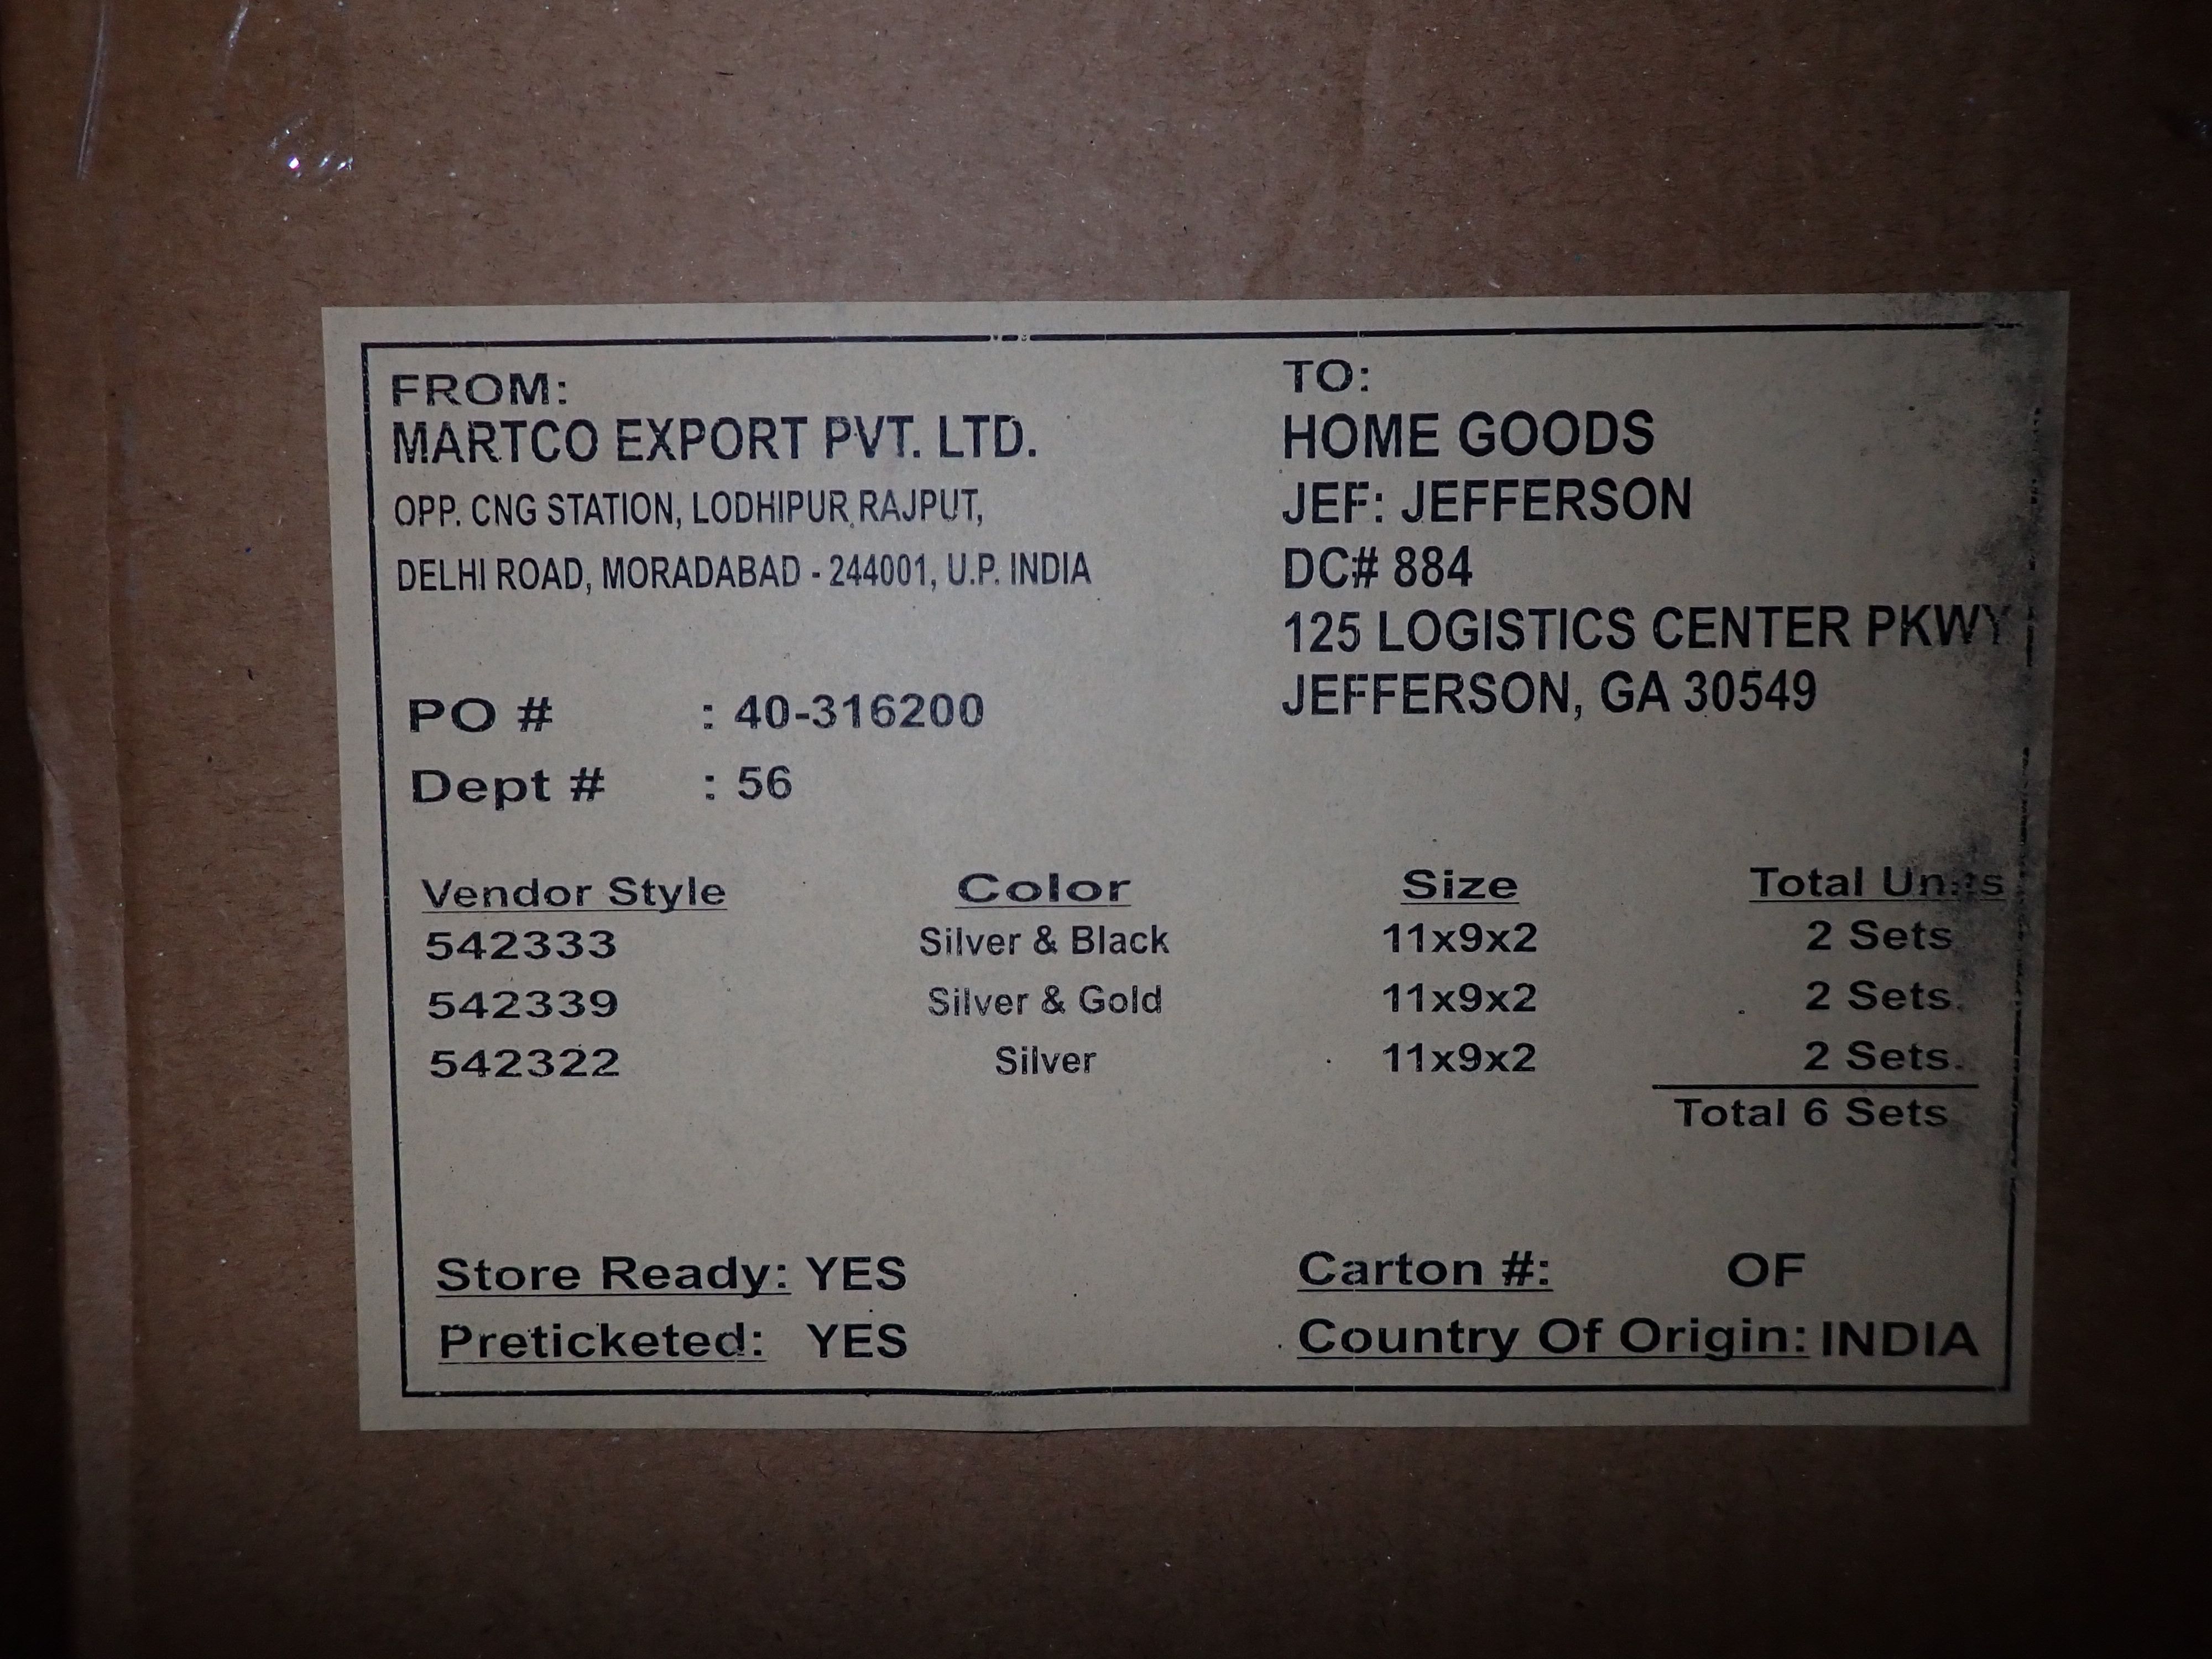 FROM:
MARTCO EXPORT PVT. LTD.
OPP. CNG STATION, LODHIPUR RAJPUT,
DELHI ROAD, MORADABAD - 244001, U.P. INDIA
TO:
HOME GOODS
JEF: JEFFERSON
DC# 884
125 LOGISTICS CENTER PKWY
JEFFERSON, GA 30549
PO # : 40-316200
Dept # : 56
Vendor Style Color Size Total Units
542333 Silver & Black 11x9x2 2 Sets
542339 Silver & Gold 11x9x2 2 Sets.
542322 Silver 11x9x2 2 Sets.
Total 6 Sets
Store Ready: YES
Preticketed: YES
Carton #: OF
Country Of Origin: INDIA